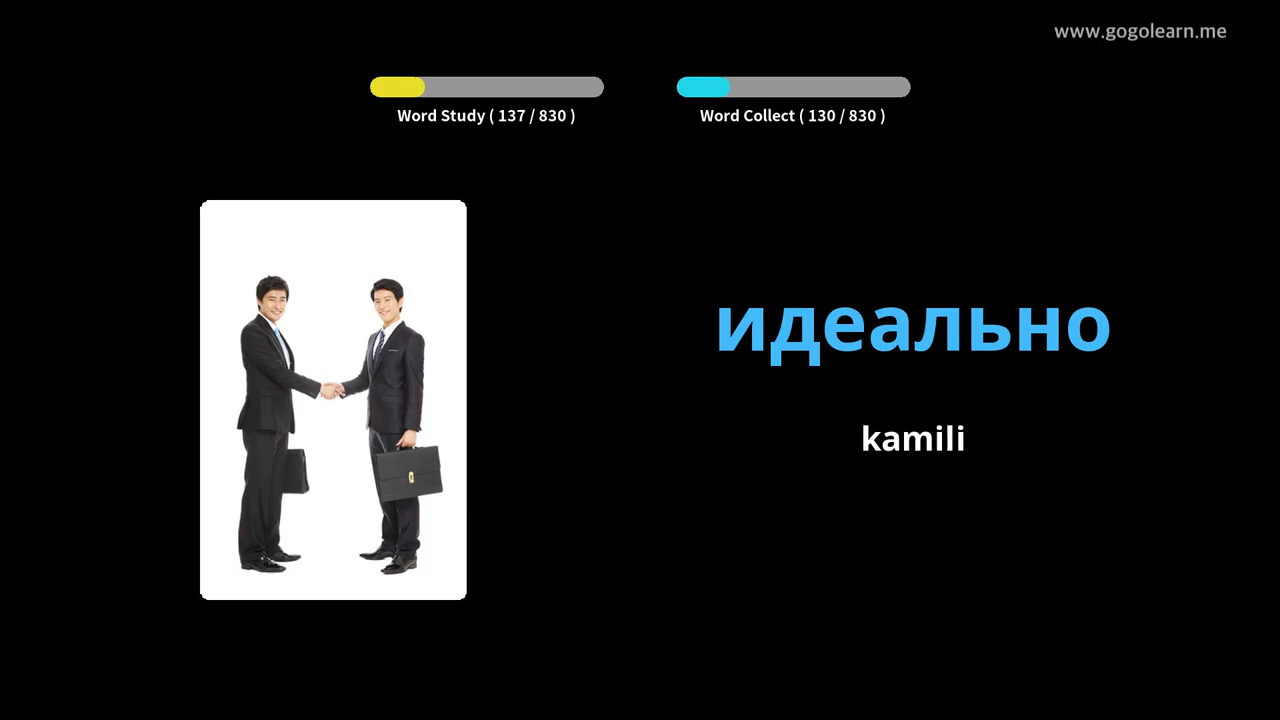 www.gogolearn.me
Word Study ( 137 / 830 )
Word Collect ( 130 / 830 )
идеально
kamili